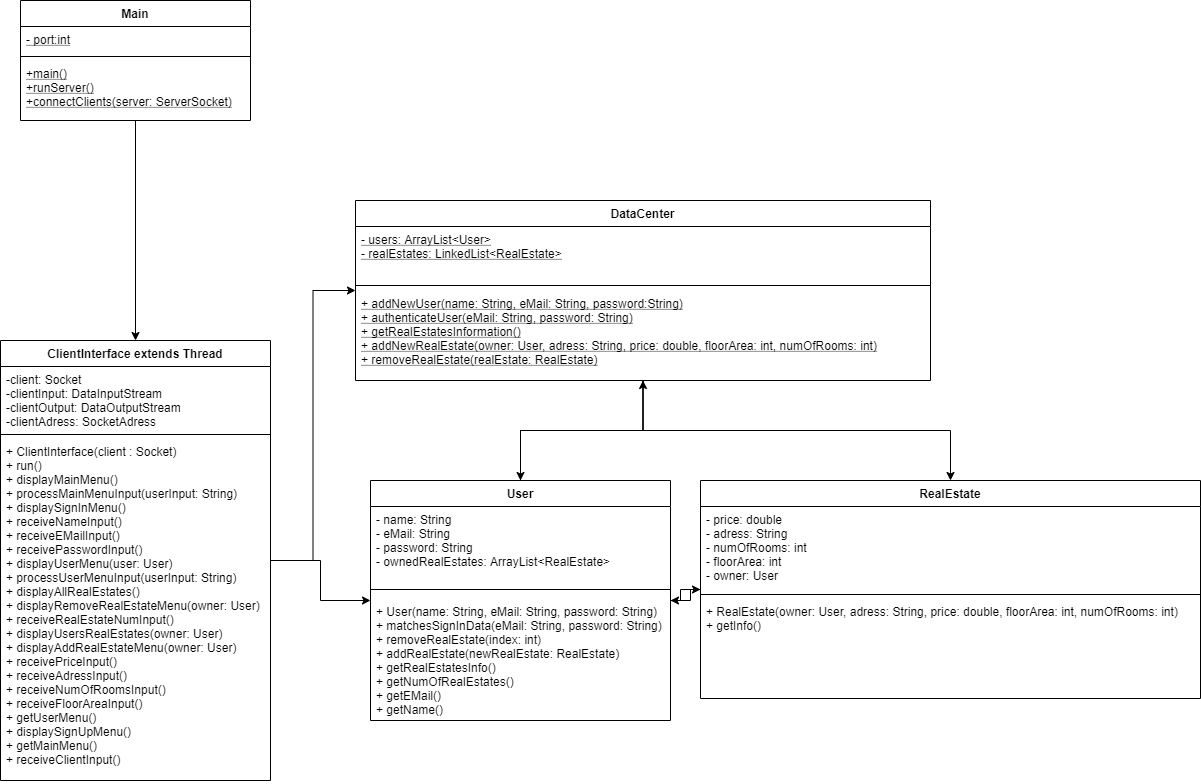 Main
- port:int
+main()
+runServer()
+connectClients(server: ServerSocket)
DataCenter
- users: ArrayList<User>
- realEstates: LinkedList<RealEstate>
+ addNewUser(name: String, eMail: String, password:String)
+ authenticateUser(eMail: String, password: String)
+ getRealEstatesInformation()
+ addNewRealEstate(owner: User, adress: String, price: double, floorArea: int, numOfRooms: int)
+ removeRealEstate(realEstate: RealEstate)
ClientInterface extends Thread
-client: Socket
-clientInput: DataInputStream
-clientOutput: DataOutputStream
-clientAdress: SocketAdress
+ ClientInterface(client : Socket)
+ run()
+ displayMainMenu()
+ processMainMenuInput(userInput: String)
+ displaySignInMenu()
+ receiveNameInput()
+ receiveEMailInput()
+ receivePasswordInput()
+ displayUserMenu(user: User)
+ processUserMenuInput(userInput: String)
+ displayAllRealEstates()
+ displayRemoveRealEstateMenu(owner: User)
+ receiveRealEstateNumInput()
+ displayUsersRealEstates(owner: User)
+ displayAddRealEstateMenu(owner: User)
+ receivePriceInput()
+ receiveAdressInput()
+ receiveNumOfRoomsInput()
+ receiveFloorAreaInput()
+ getUserMenu()
+ displaySignUpMenu()
+ getMainMenu()
+ receiveClientInput()
User
- name: String
- eMail: String
- password: String
- ownedRealEstates: ArrayList<RealEstate>
+ User(name: String, eMail: String, password: String)
+ matchesSignInData(eMail: String, password: String)
+ removeRealEstate(index: int)
+ addRealEstate(newRealEstate: RealEstate)
+ getRealEstatesInfo()
+ getNumOfRealEstates()
+ getEMail()
+ getName()
RealEstate
- price: double
- adress: String
- numOfRooms: int
- floorArea: int
- owner: User
+ RealEstate(owner: User, adress: String, price: double, floorArea: int, numOfRooms: int)
+ getInfo()